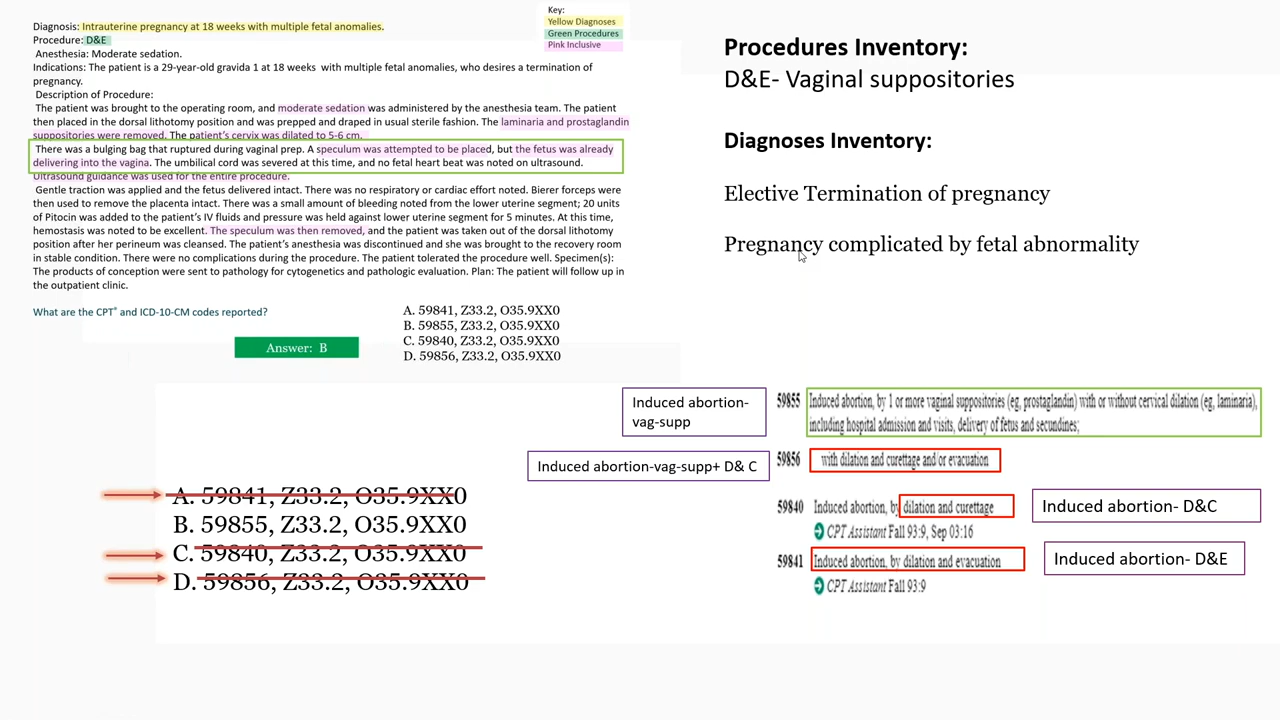 Key:
Yellow Diagnoses
Green Procedures
Pink Inclusive
Diagnosis: Intrauterine pregnancy at 18 weeks with multiple fetal anomalies.
Procedure: D&E
Anesthesia: Moderate sedation.
Indications: The patient is a 29-year-old gravida 1 at 18 weeks with multiple fetal anomalies, who desires a termination of
pregnancy.
Description of Procedure:
The patient was brought to the operating room, and moderate sedation was administered by the anesthesia team. The patient
then placed in the dorsal lithotomy position and was prepped and draped in usual sterile fashion. The laminaria and prostaglandin
suppositories were removed. The patient's cervix was dilated to 5-6 cm.
There was a bulging bag that ruptured during vaginal prep. A speculum was attempted to be placed, but the fetus was already
delivering into the vagina. The umbilical cord was severed at this time, and no fetal heart beat was noted on ultrasound.
Ultrasound guidance was used for the entire procedure.
Gentle traction was applied and the fetus delivered intact. There was no respiratory or cardiac effort noted. Bierer forceps were
then used to remove the placenta intact. There was a small amount of bleeding noted from the lower uterine segment; 20 units
of Pitocin was added to the patient's IV fluids and pressure was held against lower uterine segment for 5 minutes. At this time,
hemostasis was noted to be excellent. The speculum was then removed, and the patient was taken out of the dorsal lithotomy
position after her perineum was cleansed. The patient's anesthesia was discontinued and she was brought to the recovery room
in stable condition. There were no complications during the procedure. The patient tolerated the procedure well. Specimen(s):
The products of conception were sent to pathology for cytogenetics and pathologic evaluation. Plan: The patient will follow up in
the outpatient clinic.
What are the CPT® and ICD-10-CM codes reported?
A. 59841, Z33.2, O35.9XX0
B. 59855, Z33.2, O35.9XX0
C. 59840, Z33.2, O35.9XX0
D. 59856, Z33.2, O35.9XX0
Answer: B
Procedures Inventory:
D&E- Vaginal suppositories
Diagnoses Inventory:
Elective Termination of pregnancy
Pregnancy complicated by fetal abnormality
A. 59841, Z33.2, O35.9XX0
B. 59855, Z33.2, O35.9XX0
C. 59840, Z33.2, O35.9XX0
D. 59856, Z33.2, O35.9XX0
Induced abortion-
vag-supp
59855 Induced abortion, by 1 or more vaginal suppositories (eg, prostaglandin) with or without cervical dilation (eg, laminaria),
including hospital admission and visits, delivery of fetus and secundines;
Induced abortion-vag-supp+ D& C
59856 with dilation and curettage and/or evacuation
59840 Induced abortion, by dilation and curettage
CPT Assistant Fall 93:9, Sep 03:16
Induced abortion- D&C
59841 Induced abortion, by dilation and evacuation
CPT Assistant Fall 93:9
Induced abortion- D&E